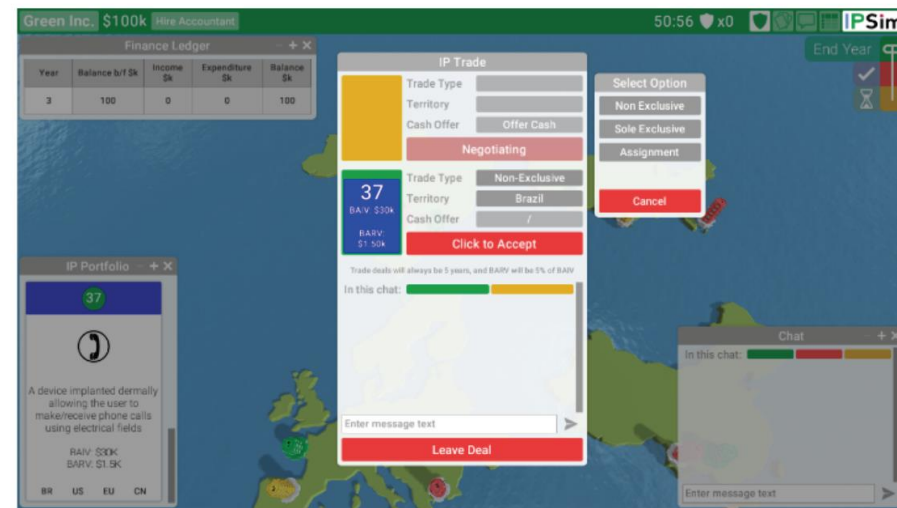 Green Inc. $100k Hire Accountant
50:56 x0
IPSim
End Year
Finance Ledger - + ×
Year Balance b/f $k Income $k Expenditure $k Balance $k
3 100 0 0 100
IP Trade
Trade Type
Territory
Cash Offer Offer Cash
Negotiating
37
BAIV: $30k
BARV:
$1.50k
Trade Type Non-Exclusive
Territory Brazil
Cash Offer /
Click to Accept
Trade deals will always be 5 years, and BARV will be 5% of BAIV
In this chat:
Enter message text
Leave Deal
Select Option
Non Exclusive
Sole Exclusive
Assignment
Cancel
IP Portfolio - + ×
37
A device implanted dermally
allowing the user to
make/receive phone calls
using electrical fields
BAIV: $30K
BARV: $1.5K
BR US EU CN
Chat - + ×
In this chat:
Enter message text